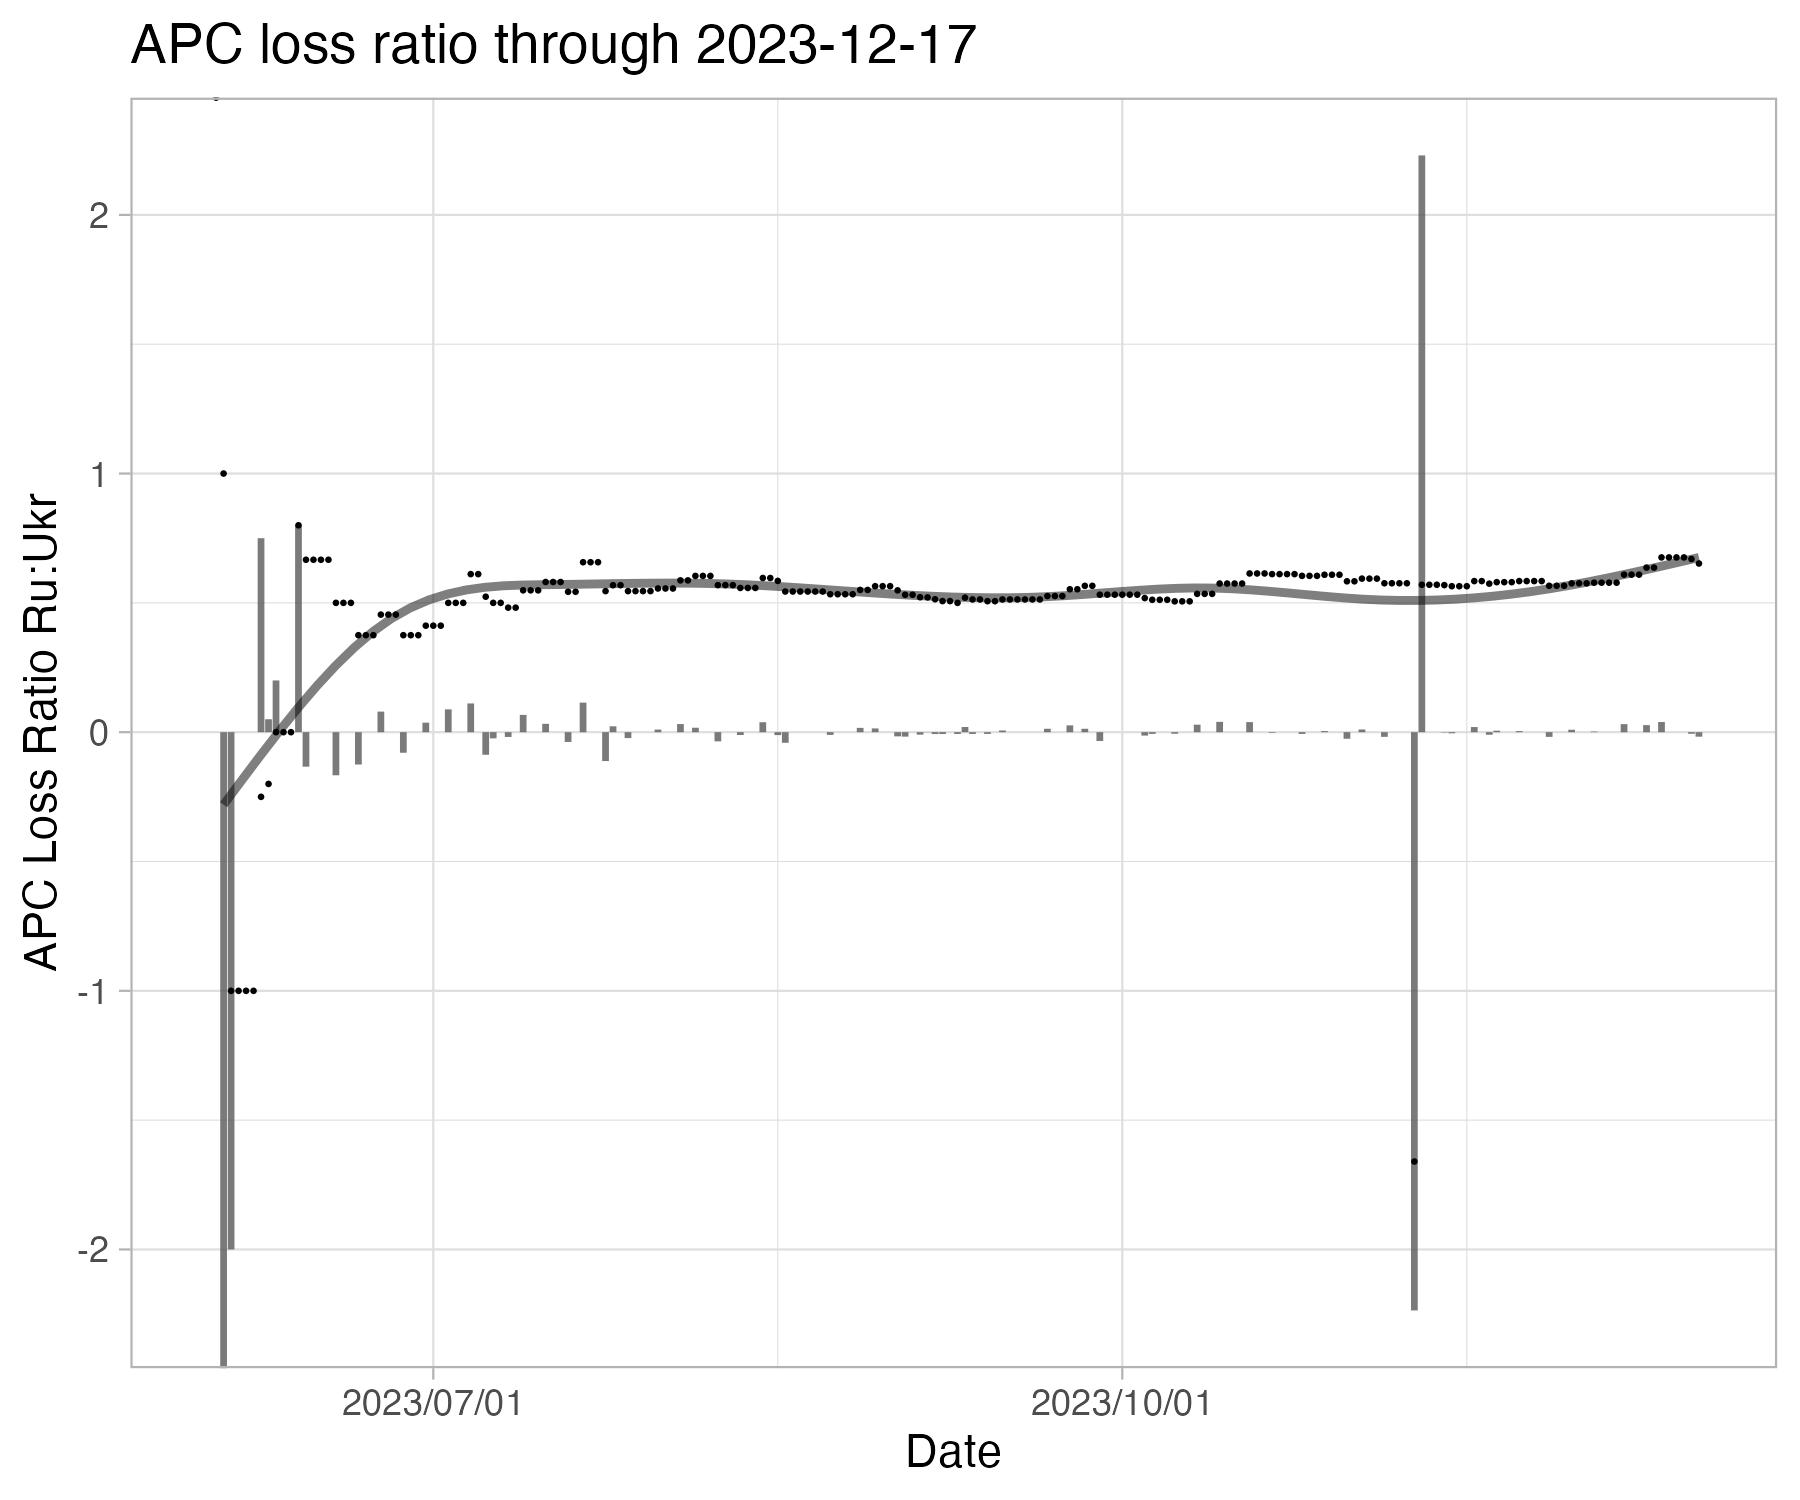 APC loss ratio through 2023-12-17
APC Loss Ratio Ru:Ukr
2
1
0
-1
-2
2023/07/01
2023/10/01
Date